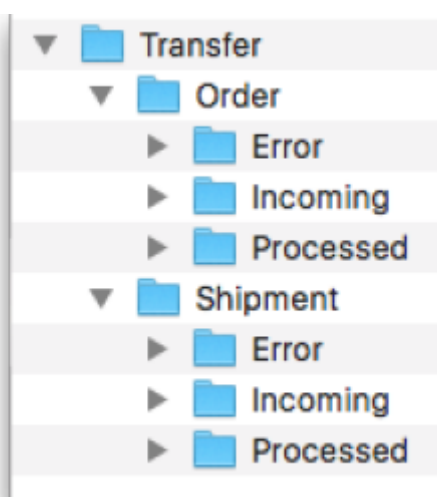 Transfer
Order
Error
Incoming
Processed
Shipment
Error
Incoming
Processed